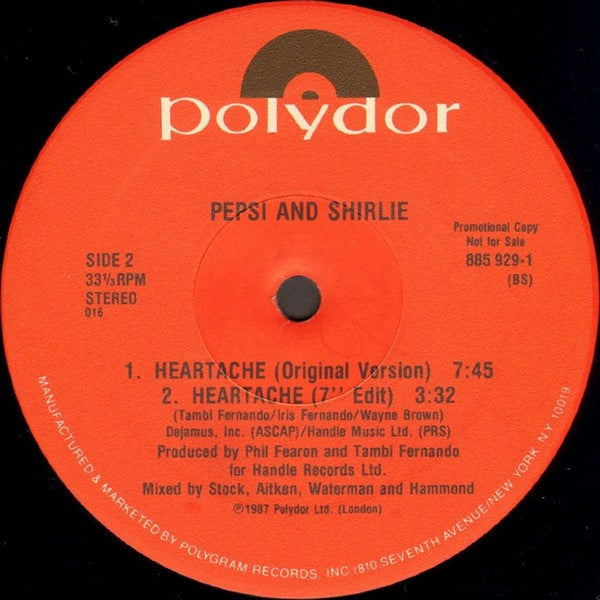 polydor
PEPSI AND SHIRLIE
Promotional Copy
Not for Sale
SIDE 2
33⅓ RPM
STEREO
016
885 929-1
(BS)
1. HEARTACHE (Original Version) 7:45
2. HEARTACHE (7'' Edit) 3:32
(Tambi Fernando/Iris Fernando/Wayne Brown)
Dejamus, Inc. (ASCAP)/Handle Music Ltd. (PRS)
Produced by Phil Fearon and Tambi Fernando
for Handle Records Ltd.
Mixed by Stock, Aitken, Waterman and Hammond
℗1987 Polydor Ltd. (London)
MANUFACTURED & MARKETED BY POLYGRAM RECORDS, INC./810 SEVENTH AVENUE/NEW YORK, N.Y. 10019